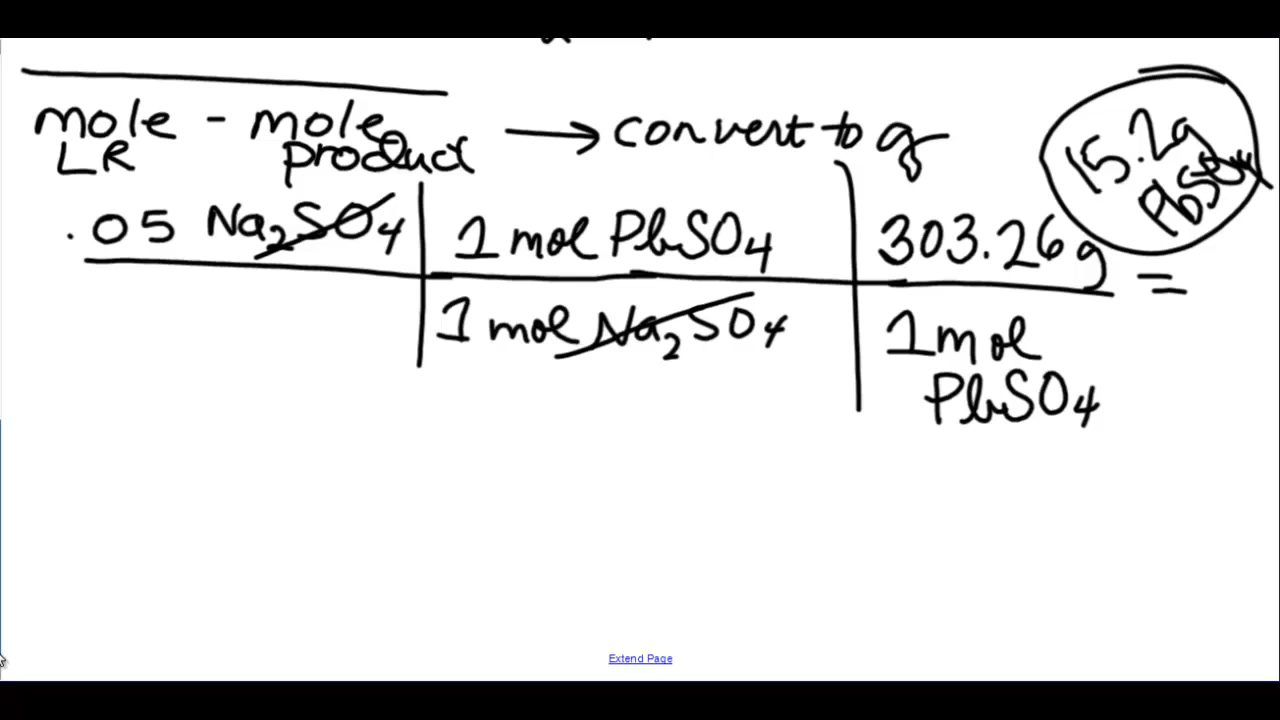 mole - mole → convert to g
LR product
.05 Na₂SO₄ | 1 mol PbSO₄ | 303.26g =
1 mol Na₂SO₄ | 1 mol
PbSO₄
15.2g
PbSO₄
Extend Page